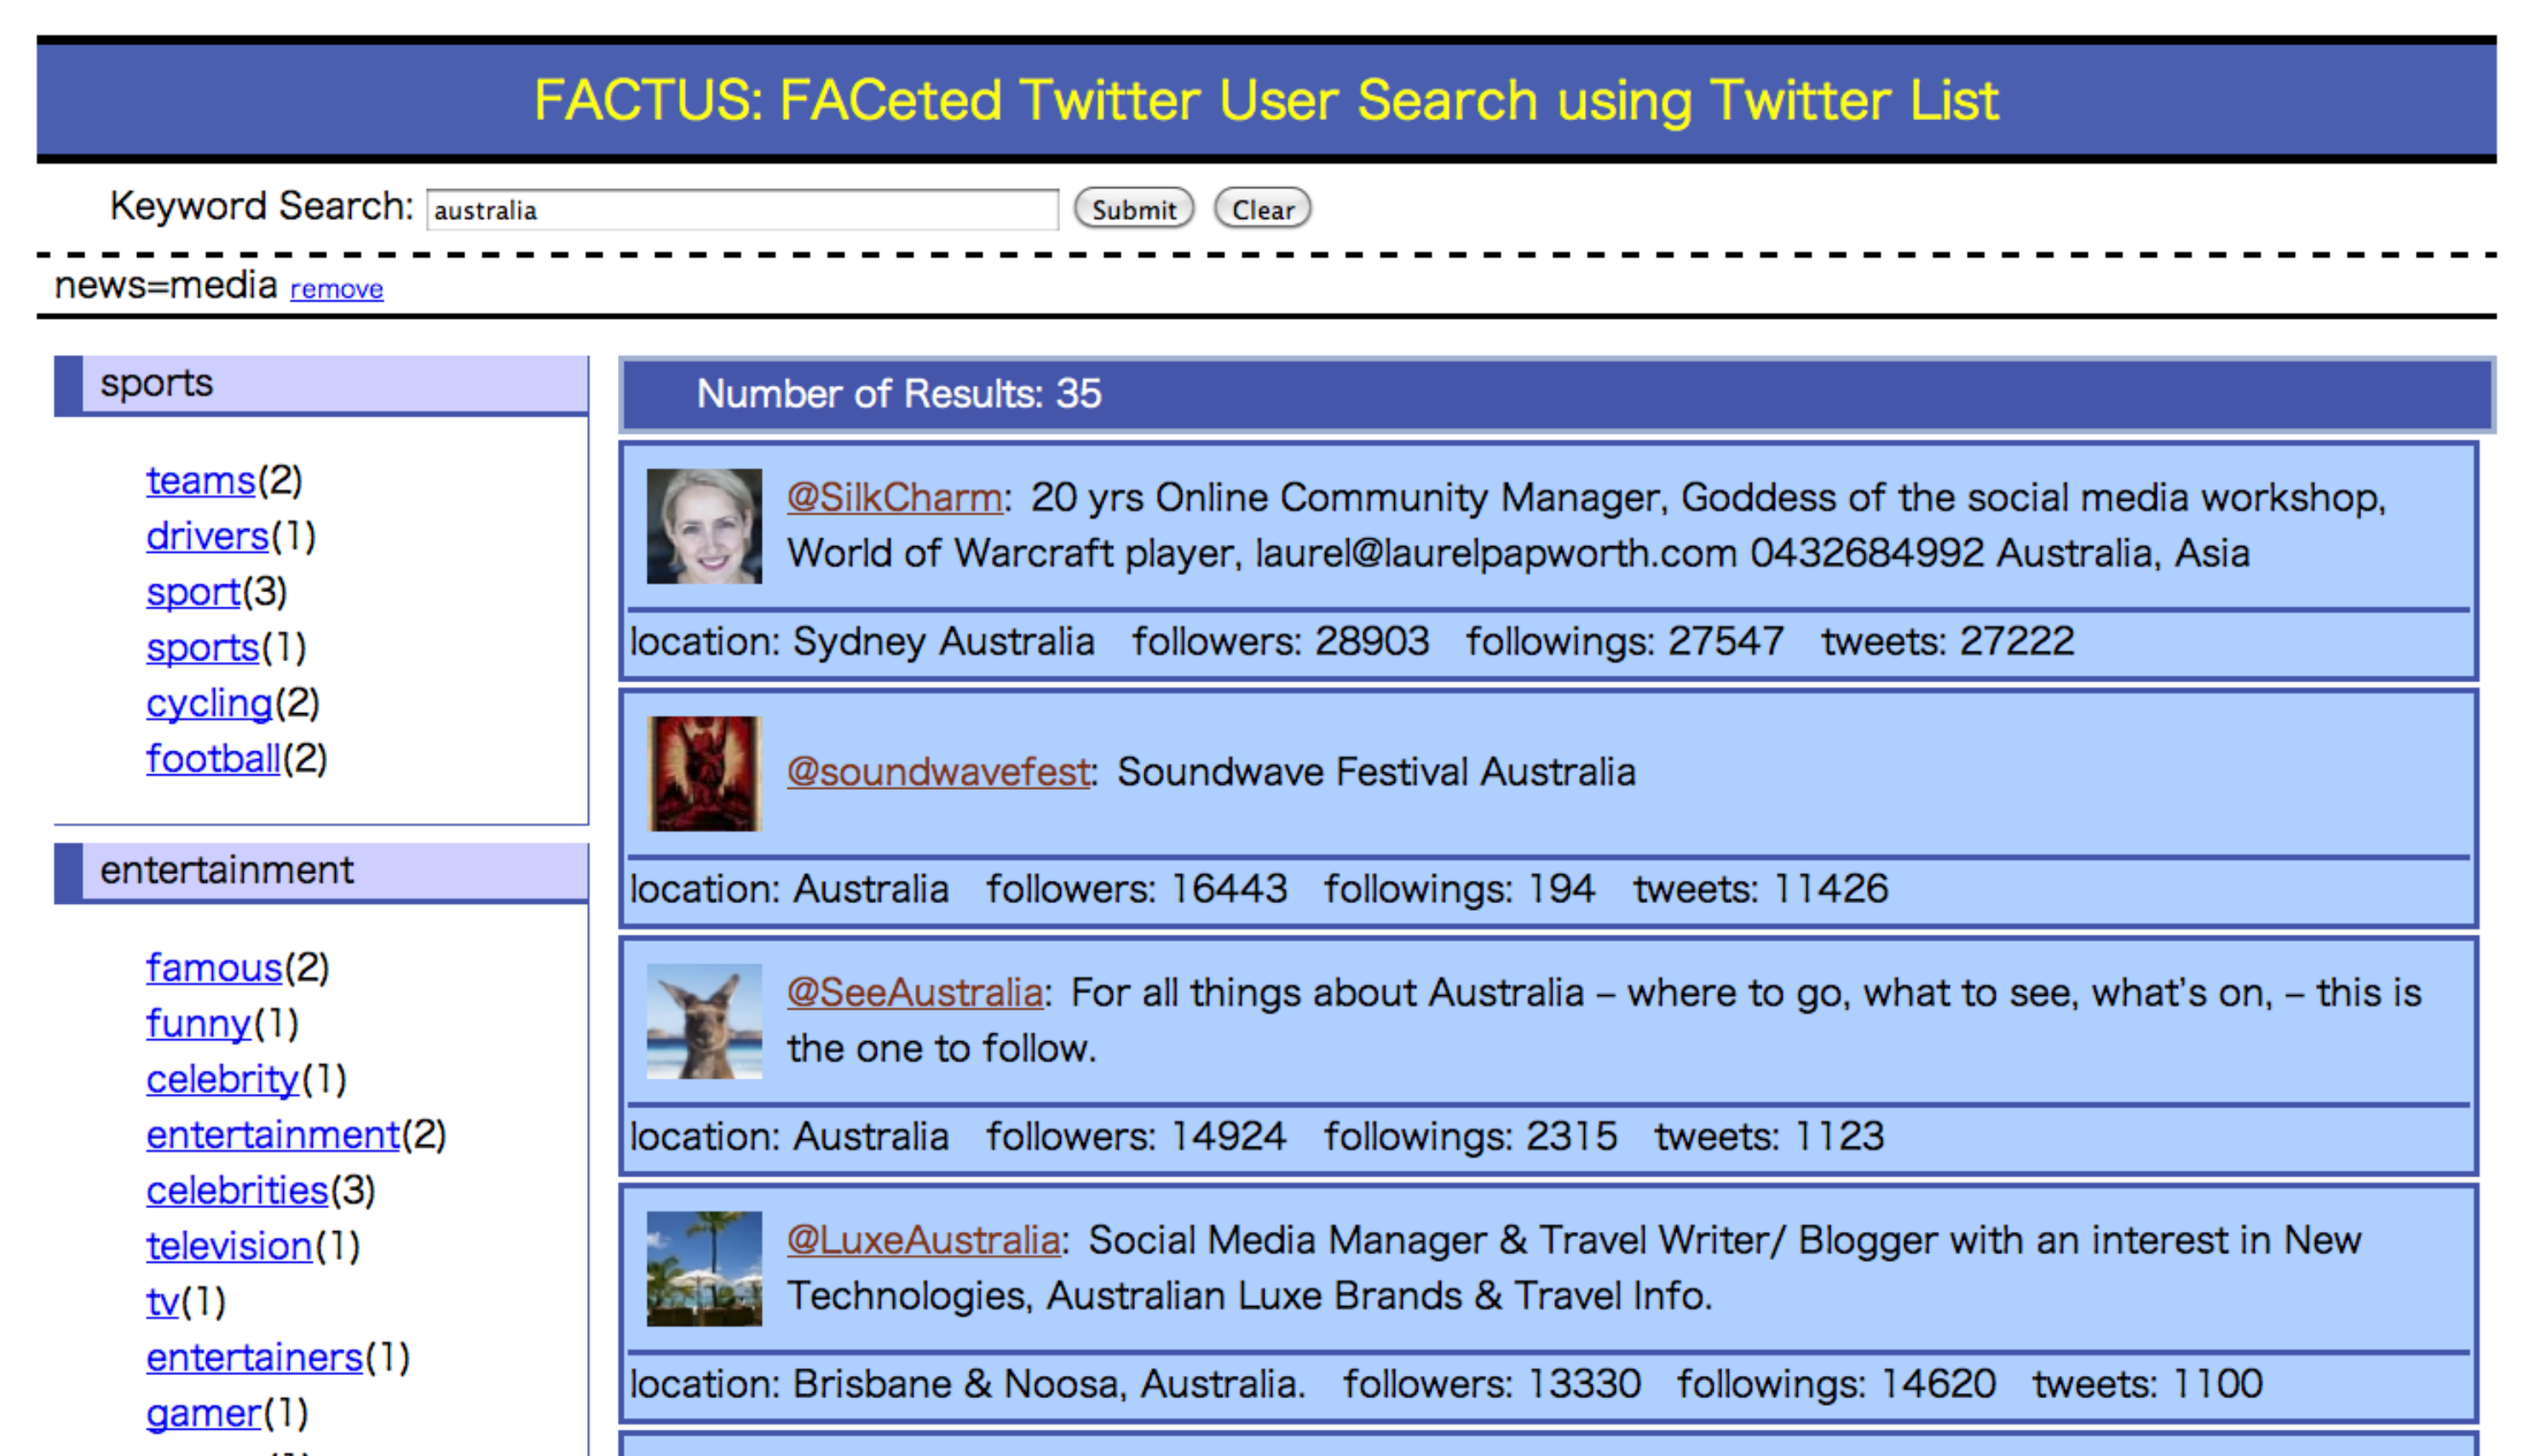 FACTUS: FACeted Twitter User Search using Twitter List
Keyword Search: australia Submit Clear
news=media remove
sports
teams(2)
drivers(1)
sport(3)
sports(1)
cycling(2)
football(2)
entertainment
famous(2)
funny(1)
celebrity(1)
entertainment(2)
celebrities(3)
television(1)
tv(1)
entertainers(1)
gamer(1)
Number of Results: 35
@SilkCharm: 20 yrs Online Community Manager, Goddess of the social media workshop,
World of Warcraft player, laurel@laurelpapworth.com 0432684992 Australia, Asia
location: Sydney Australia followers: 28903 followings: 27547 tweets: 27222
@soundwavefest: Soundwave Festival Australia
location: Australia followers: 16443 followings: 194 tweets: 11426
@SeeAustralia: For all things about Australia – where to go, what to see, what's on, – this is
the one to follow.
location: Australia followers: 14924 followings: 2315 tweets: 1123
@LuxeAustralia: Social Media Manager & Travel Writer/ Blogger with an interest in New
Technologies, Australian Luxe Brands & Travel Info.
location: Brisbane & Noosa, Australia. followers: 13330 followings: 14620 tweets: 1100